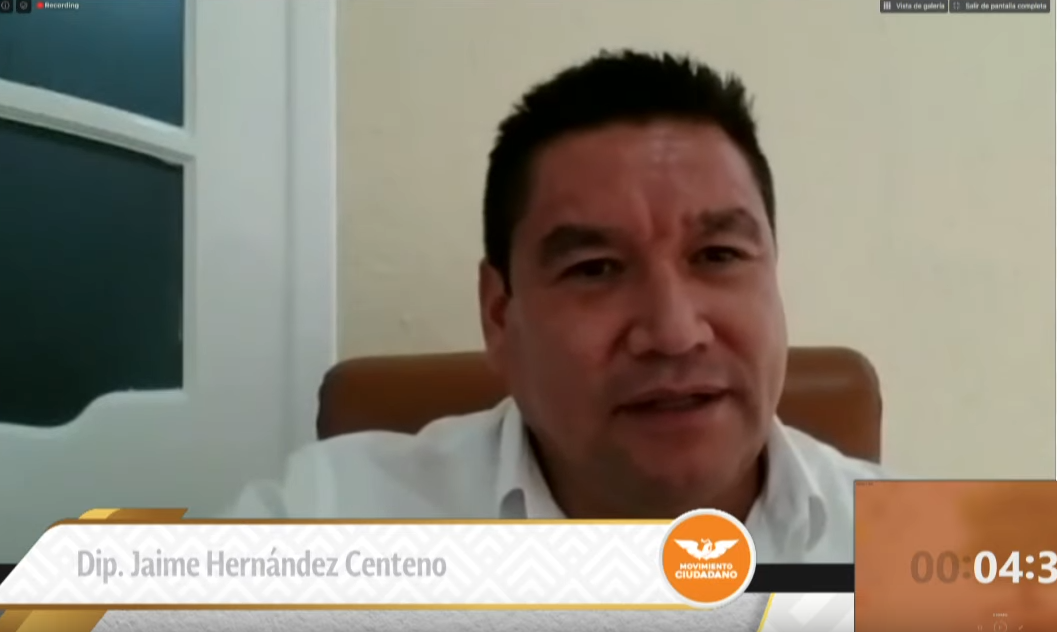 Recording
Vista de galería
Salir de pantalla completa
Dip. Jaime Hernández Centeno
MOVIMIENTO
CIUDADANO
00:04:3